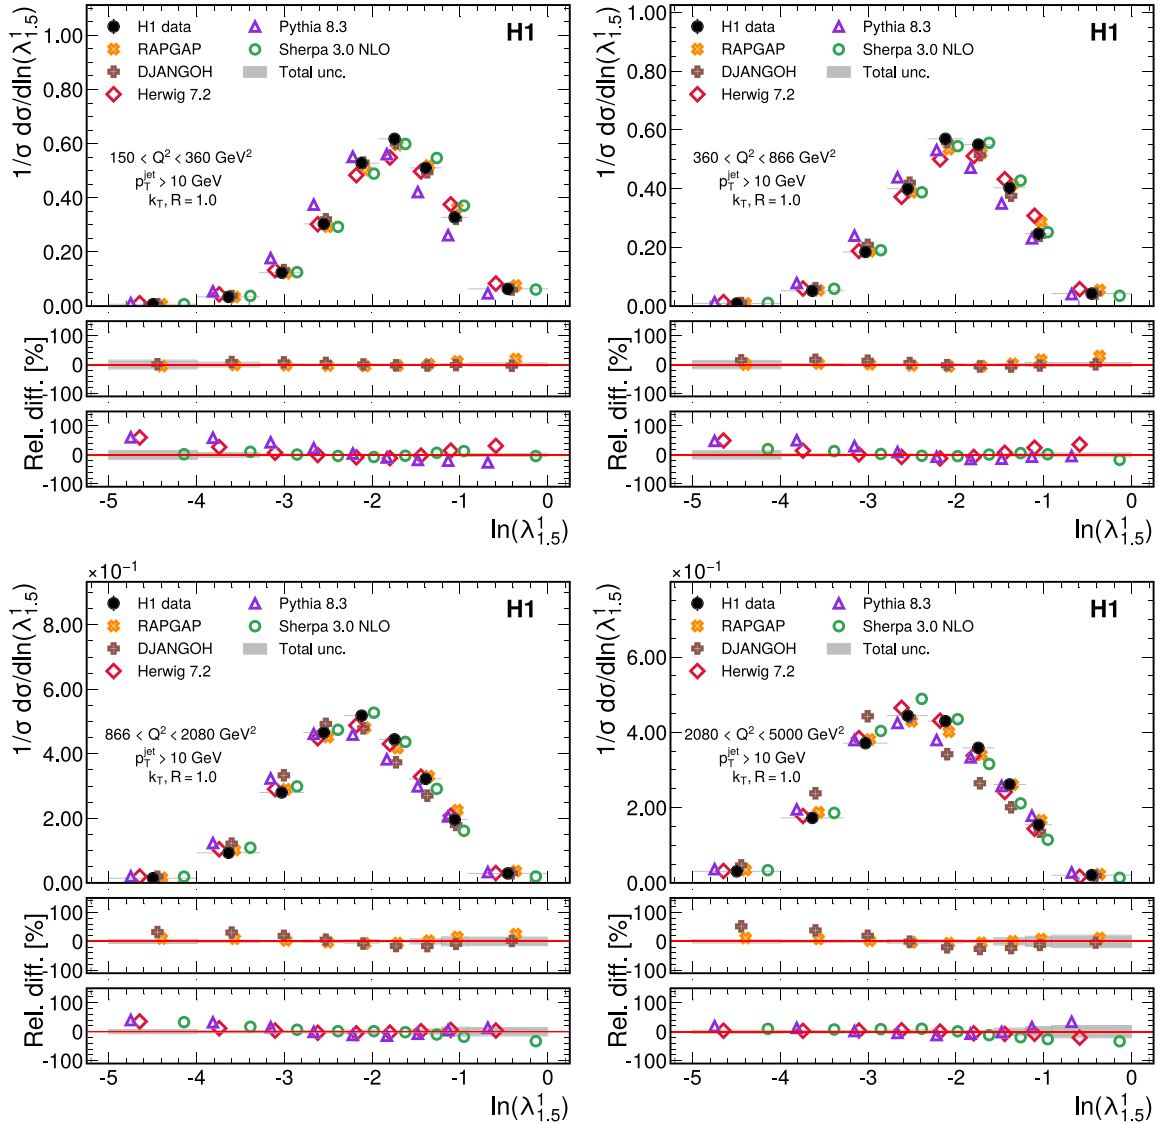 1/σ dσ/dln(λ¹₁.₅)
H1 data
RAPGAP
DJANGOH
Herwig 7.2
Pythia 8.3
Sherpa 3.0 NLO
Total unc.
H1
150 < Q² < 360 GeV²
p_T^jet > 10 GeV
k_T, R = 1.0
1.00
0.80
0.60
0.40
0.20
0.00
Rel. diff. [%]
100
0
-100
100
0
-100
-5 -4 -3 -2 -1 0
ln(λ¹₁.₅)
1/σ dσ/dln(λ¹₁.₅)
H1 data
RAPGAP
DJANGOH
Herwig 7.2
Pythia 8.3
Sherpa 3.0 NLO
Total unc.
H1
360 < Q² < 866 GeV²
p_T^jet > 10 GeV
k_T, R = 1.0
1.00
0.80
0.60
0.40
0.20
0.00
Rel. diff. [%]
100
0
-100
100
0
-100
-5 -4 -3 -2 -1 0
ln(λ¹₁.₅)
×10⁻¹
1/σ dσ/dln(λ¹₁.₅)
H1 data
RAPGAP
DJANGOH
Herwig 7.2
Pythia 8.3
Sherpa 3.0 NLO
Total unc.
H1
866 < Q² < 2080 GeV²
p_T^jet > 10 GeV
k_T, R = 1.0
8.00
6.00
4.00
2.00
0.00
Rel. diff. [%]
100
0
-100
100
0
-100
-5 -4 -3 -2 -1 0
ln(λ¹₁.₅)
×10⁻¹
1/σ dσ/dln(λ¹₁.₅)
H1 data
RAPGAP
DJANGOH
Herwig 7.2
Pythia 8.3
Sherpa 3.0 NLO
Total unc.
H1
2080 < Q² < 5000 GeV²
p_T^jet > 10 GeV
k_T, R = 1.0
6.00
4.00
2.00
0.00
Rel. diff. [%]
100
0
-100
100
0
-100
-5 -4 -3 -2 -1 0
ln(λ¹₁.₅)